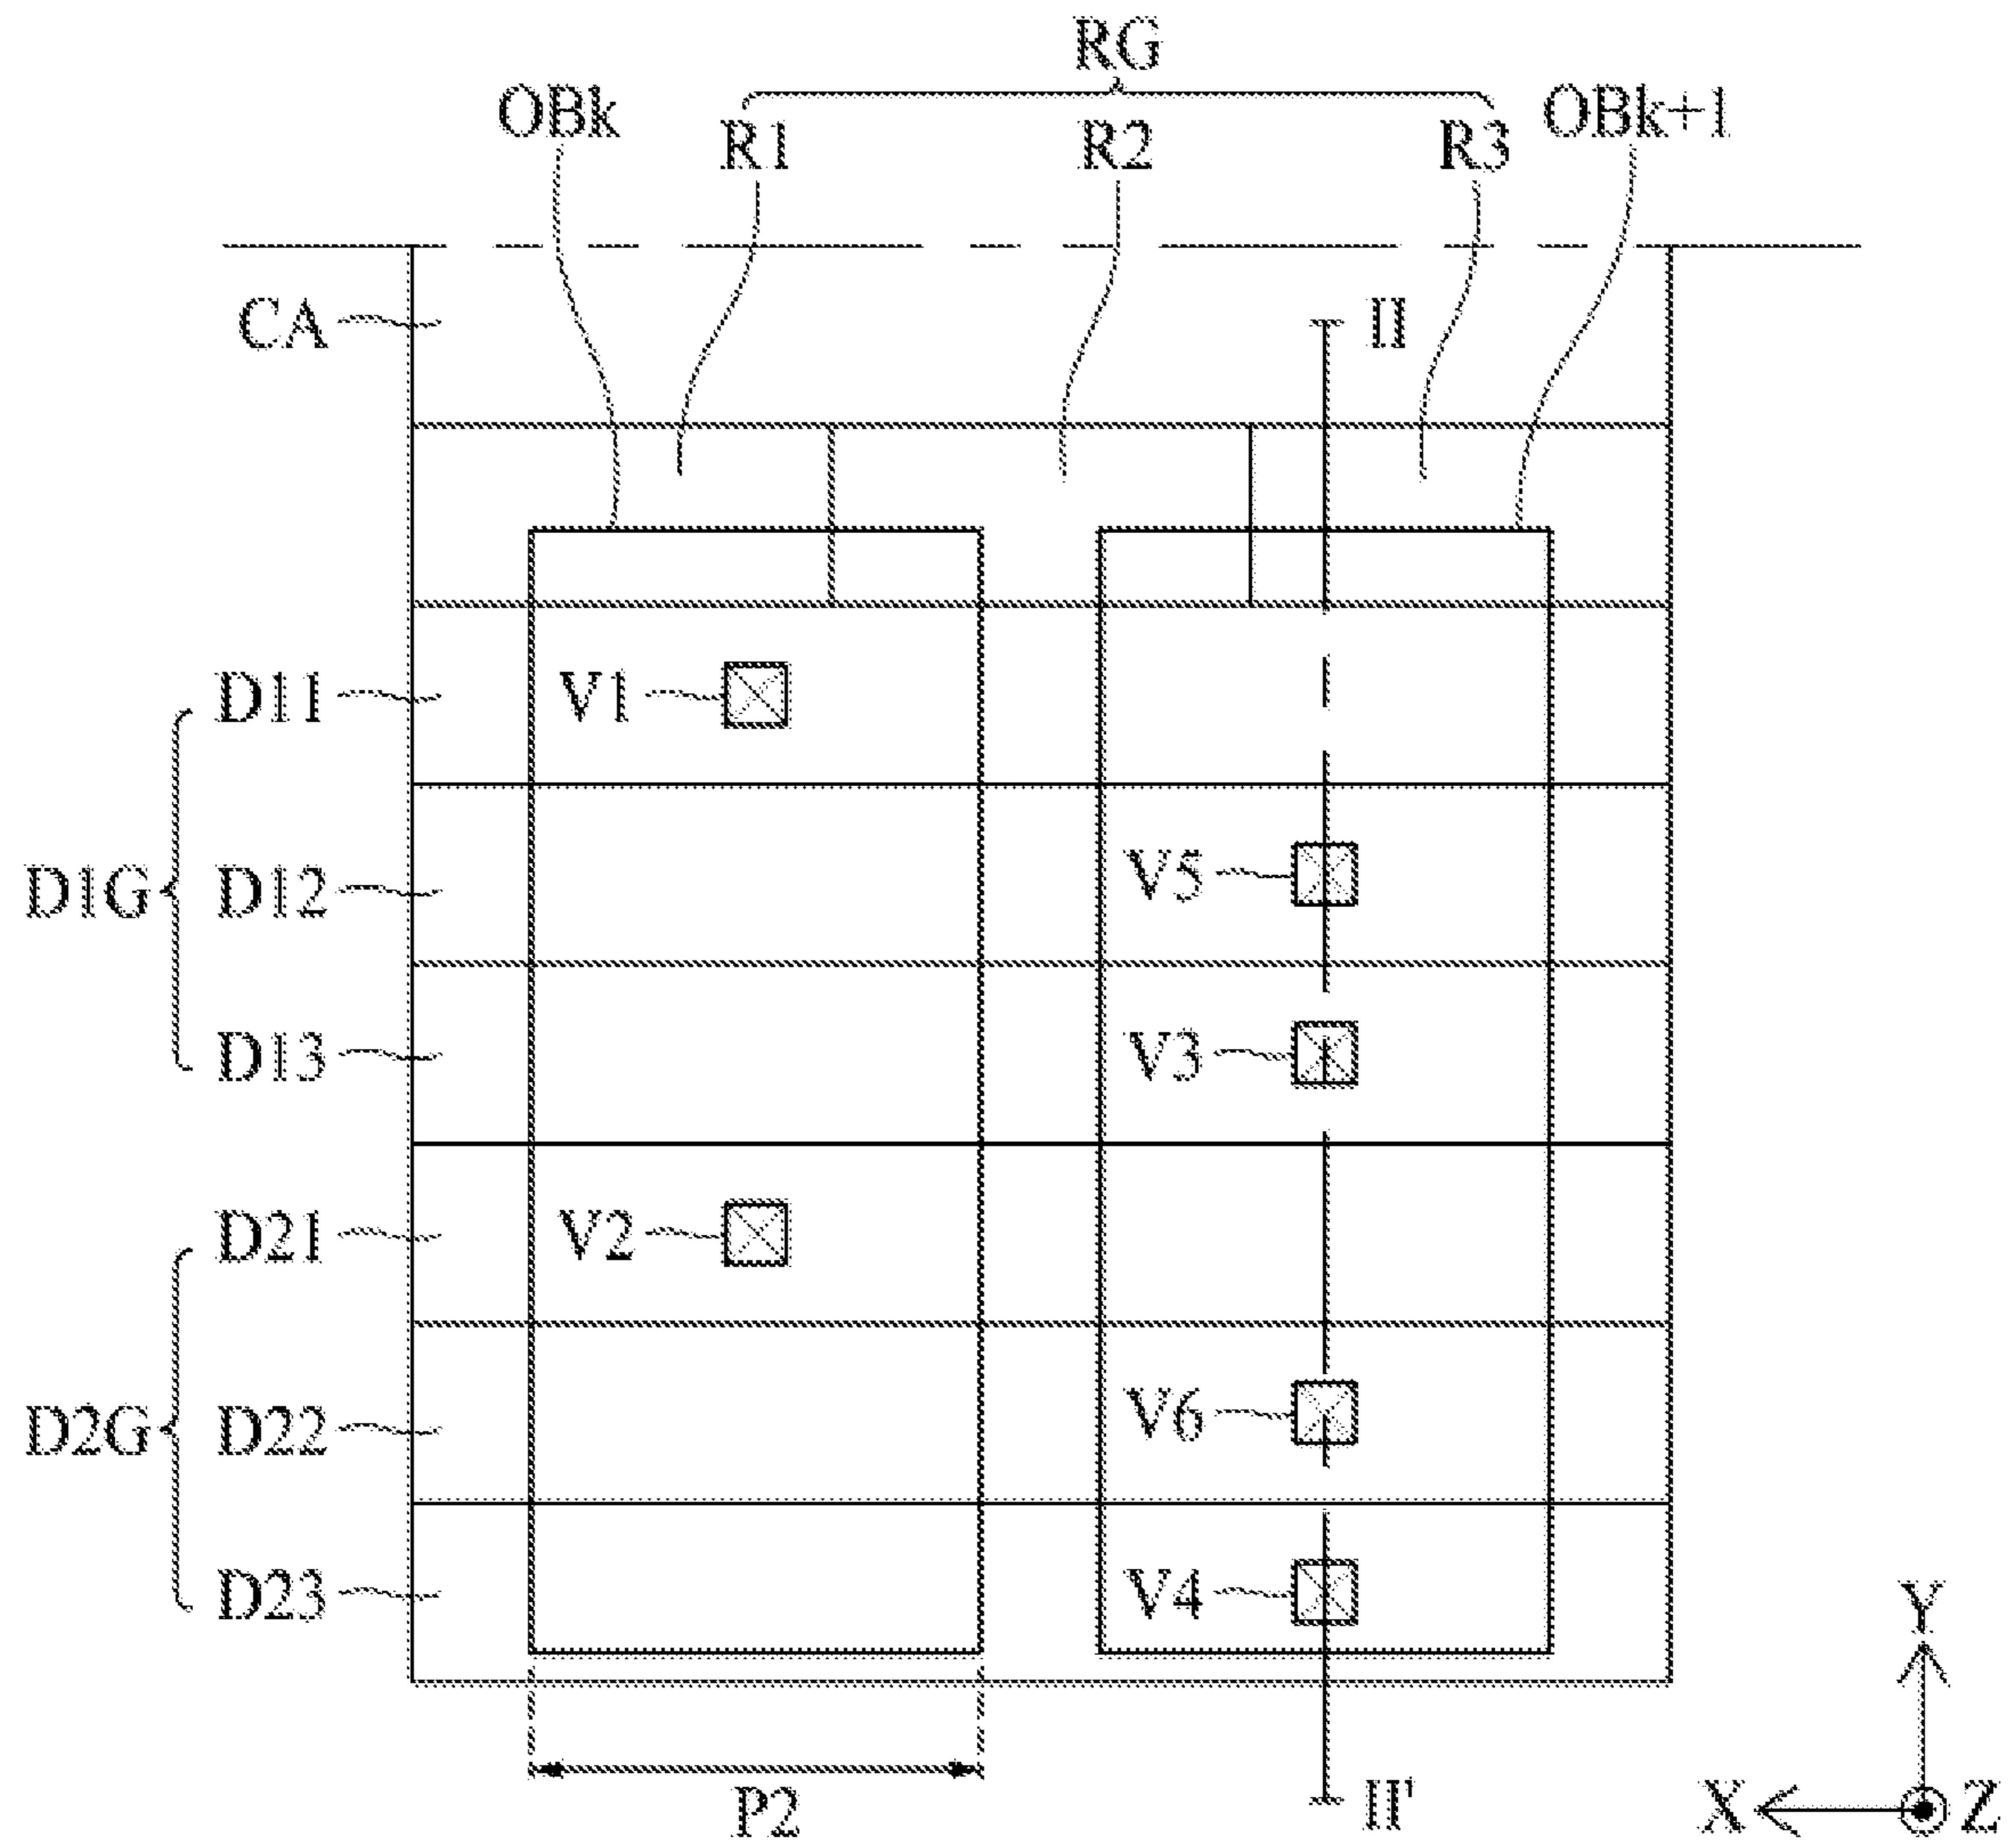 RG
OBk R1 R2 R3 OBk+1
CA II
D11 V1
D1G D12 V5
D13 V3
D21 V2
D2G D22 V6
D23 V4
Y
P2 II' X Z